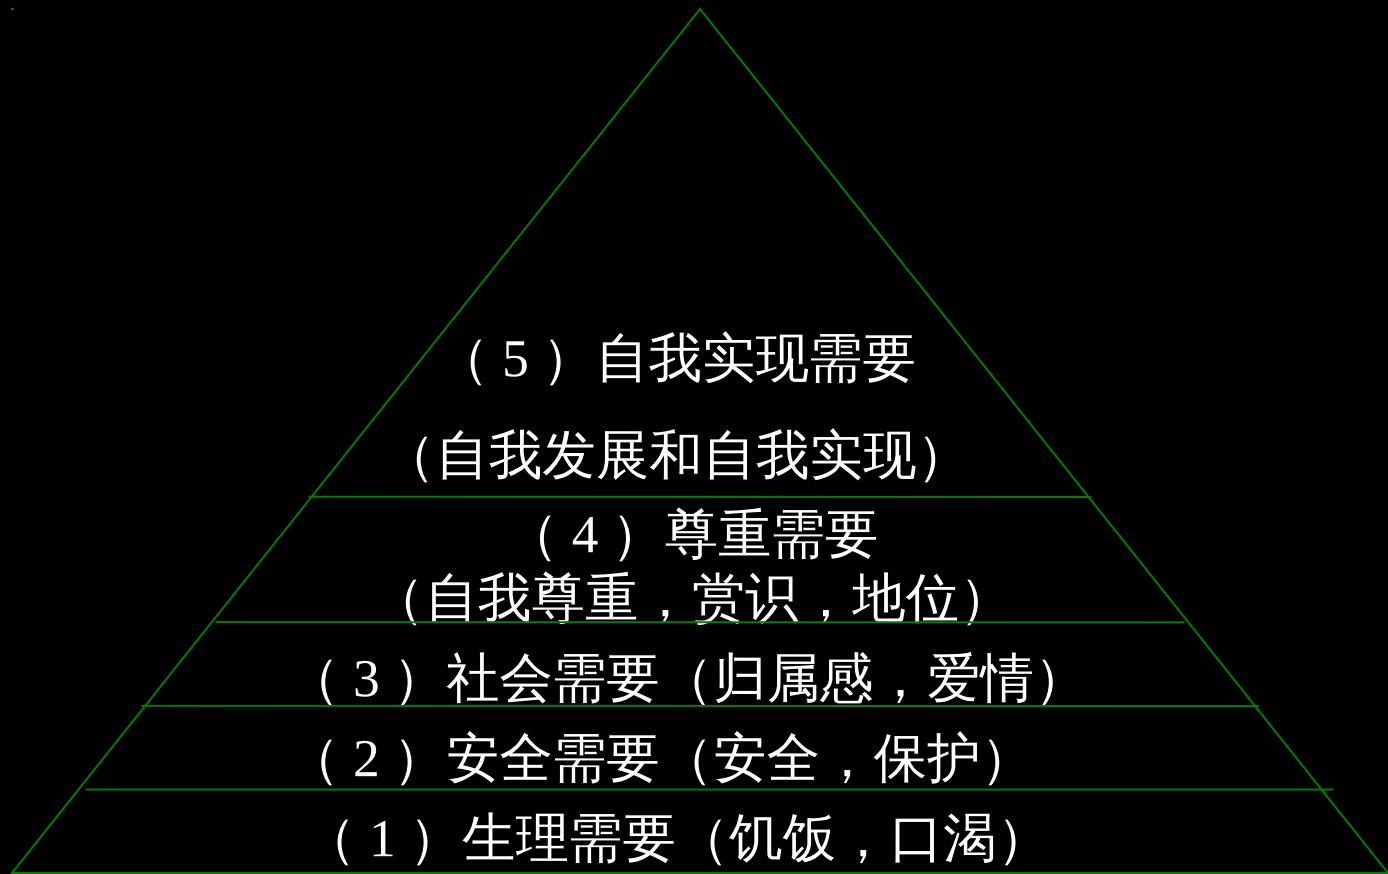 （5）自我实现需要
（自我发展和自我实现）
（4）尊重需要
（自我尊重，赏识，地位）
（3）社会需要（归属感，爱情）
（2）安全需要（安全，保护）
（1）生理需要（饥饭，口渴）